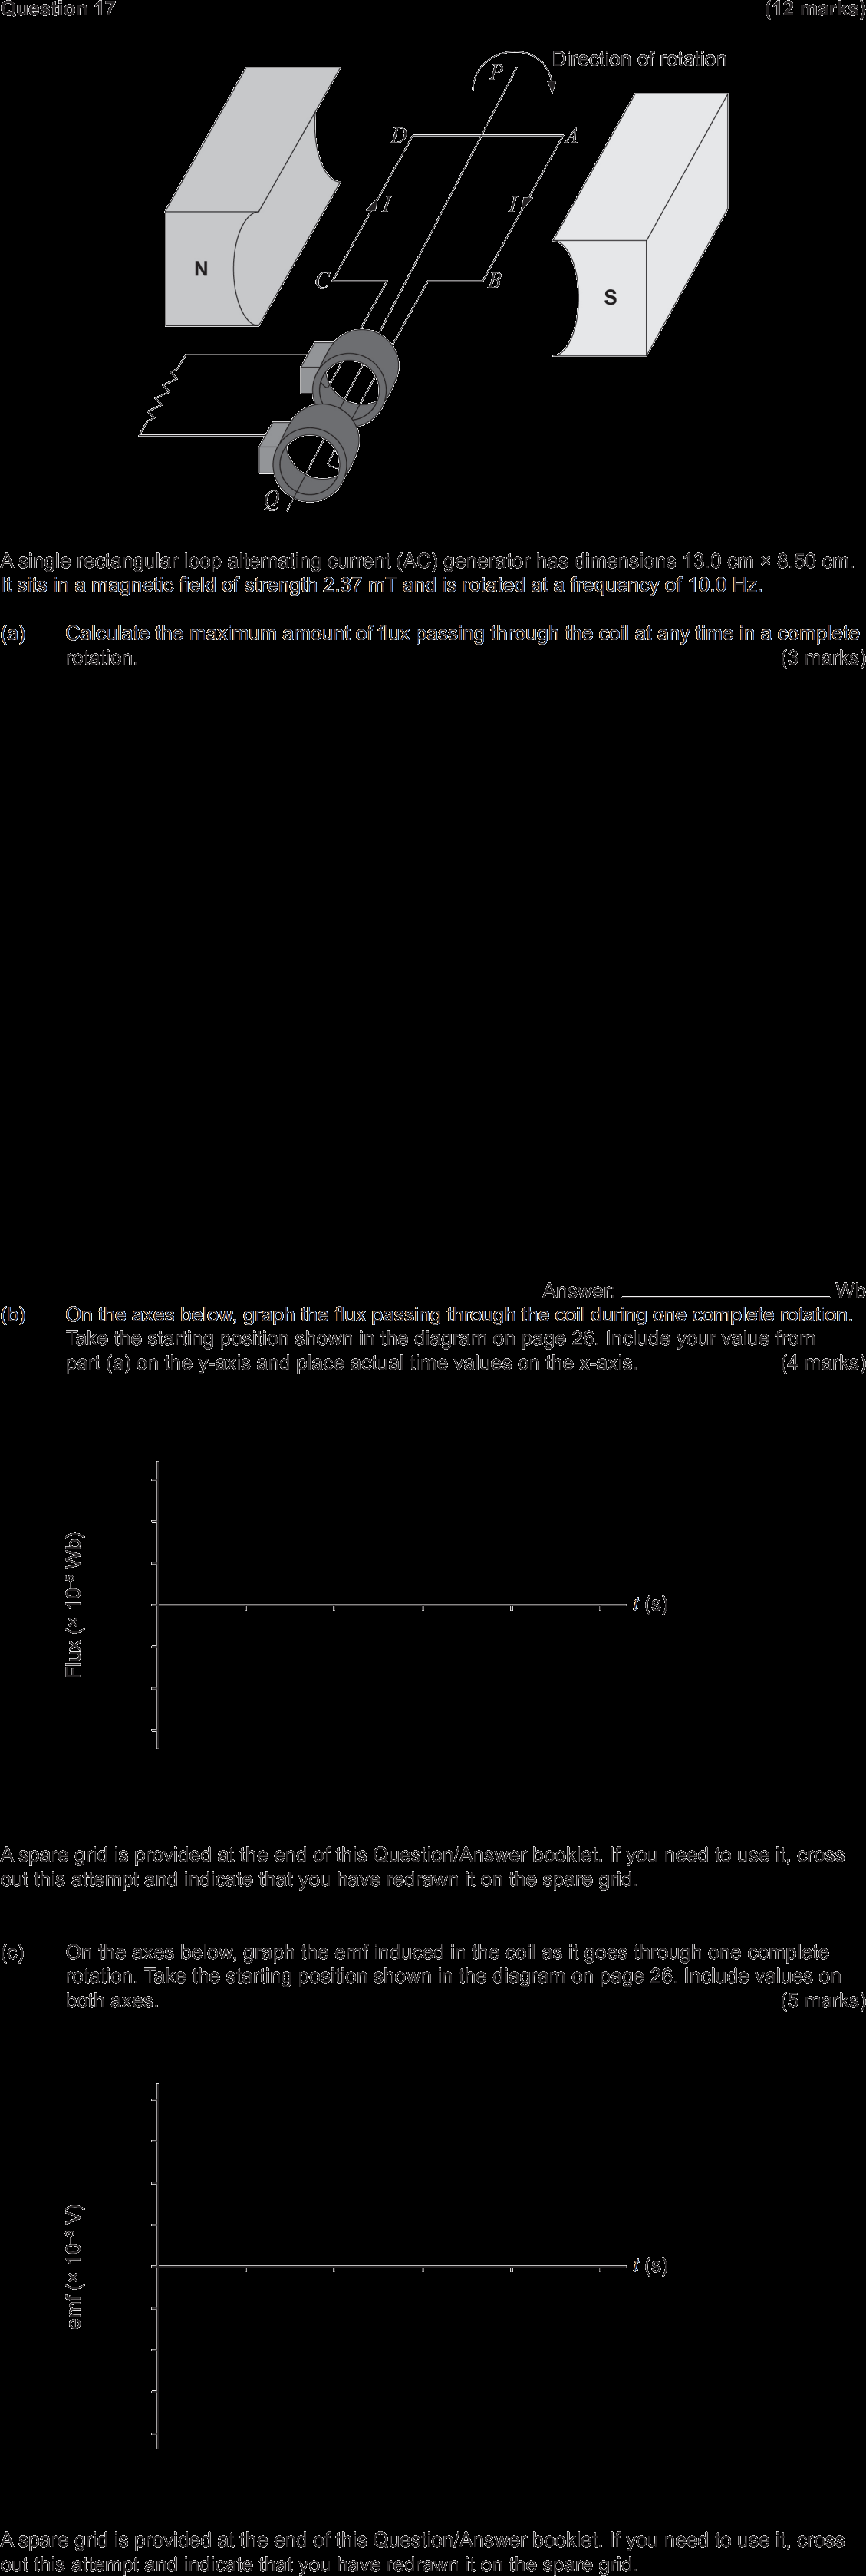 Question 17 (12 marks)
Direction of rotation
P
D A
I I
N
C B
S
Q
A single rectangular loop alternating current (AC) generator has dimensions 13.0 cm × 8.50 cm.
It sits in a magnetic field of strength 2.37 mT and is rotated at a frequency of 10.0 Hz.
(a) Calculate the maximum amount of flux passing through the coil at any time in a complete
rotation. (3 marks)
Answer: Wb
(b) On the axes below, graph the flux passing through the coil during one complete rotation.
Take the starting position shown in the diagram on page 26. Include your value from
part (a) on the y-axis and place actual time values on the x-axis. (4 marks)
Flux (× 10⁻⁵ Wb)
t (s)
A spare grid is provided at the end of this Question/Answer booklet. If you need to use it, cross
out this attempt and indicate that you have redrawn it on the spare grid.
(c) On the axes below, graph the emf induced in the coil as it goes through one complete
rotation. Take the starting position shown in the diagram on page 26. Include values on
both axes. (5 marks)
emf (× 10⁻³ V)
t (s)
A spare grid is provided at the end of this Question/Answer booklet. If you need to use it, cross
out this attempt and indicate that you have redrawn it on the spare grid.